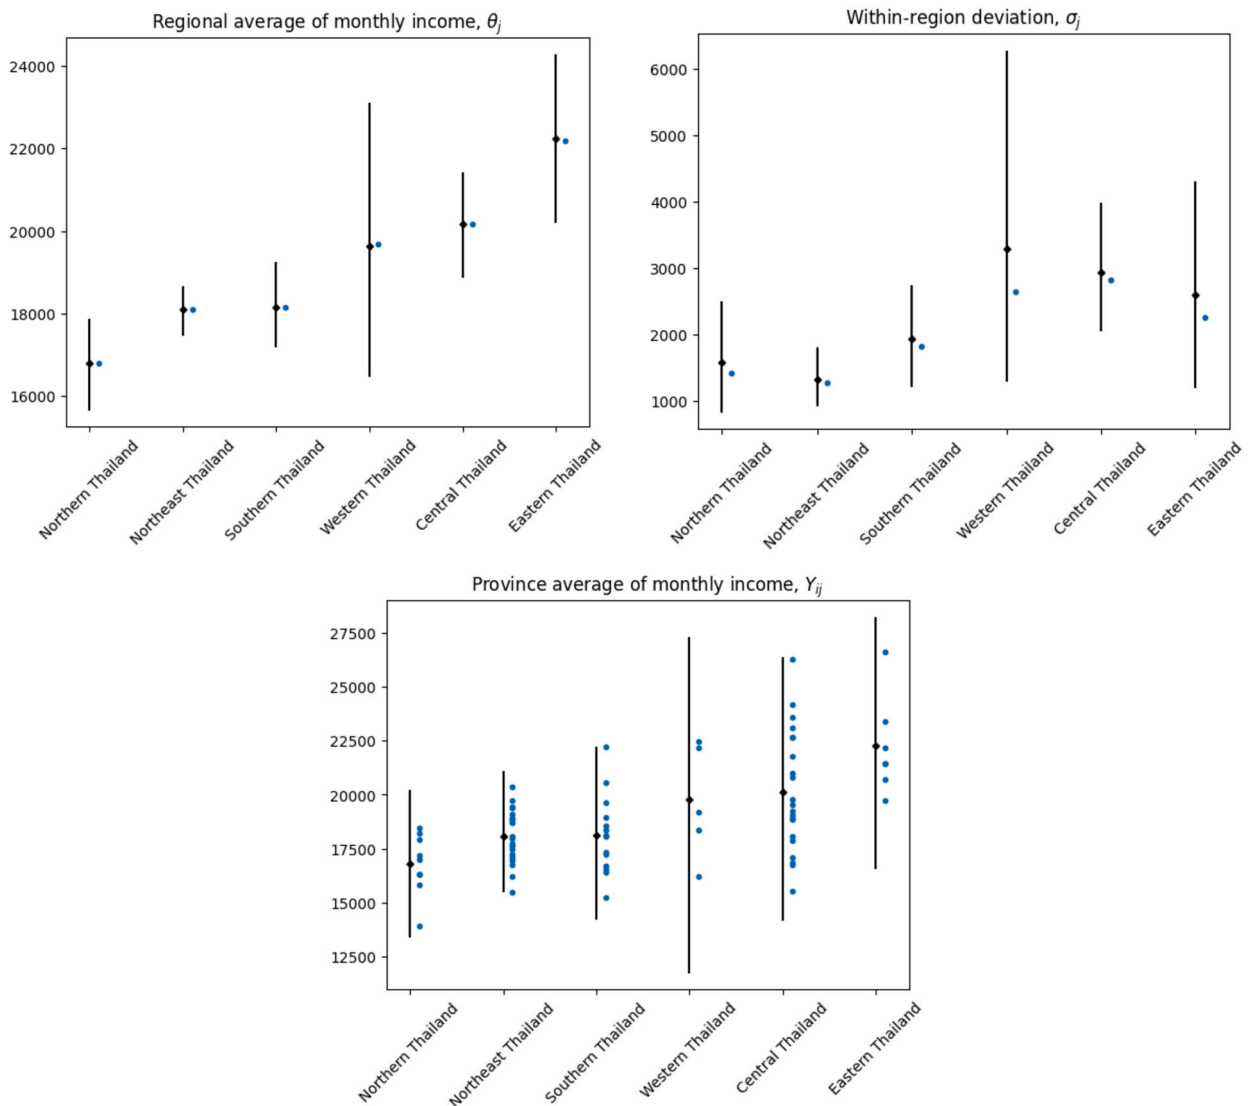 Regional average of monthly income, θj
24000
22000
20000
18000
16000
Northern Thailand
Northeast Thailand
Southern Thailand
Western Thailand
Central Thailand
Eastern Thailand
Within-region deviation, σj
6000
5000
4000
3000
2000
1000
Northern Thailand
Northeast Thailand
Southern Thailand
Western Thailand
Central Thailand
Eastern Thailand
Province average of monthly income, Yij
27500
25000
22500
20000
17500
15000
12500
Northern Thailand
Northeast Thailand
Southern Thailand
Western Thailand
Central Thailand
Eastern Thailand